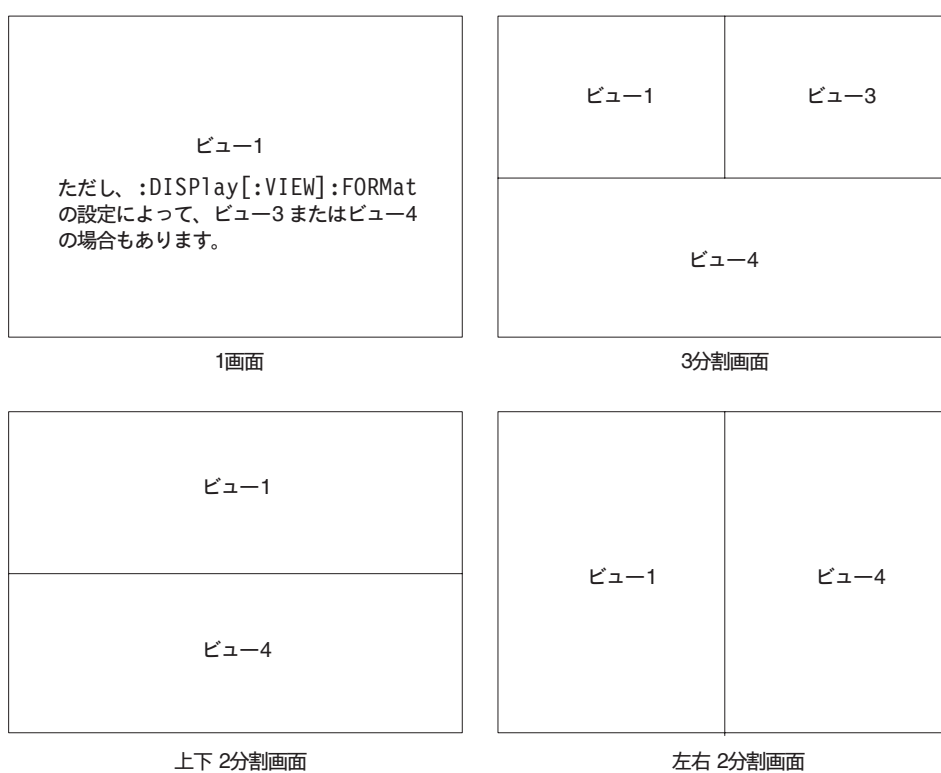 ビュー1
ただし、:DISPlay[:VIEW]:FORMat
の設定によって、ビュー3 またはビュー4
の場合もあります。
1画面
ビュー1
ビュー3
ビュー4
3分割画面
ビュー1
ビュー4
上下 2分割画面
ビュー1
ビュー4
左右 2分割画面